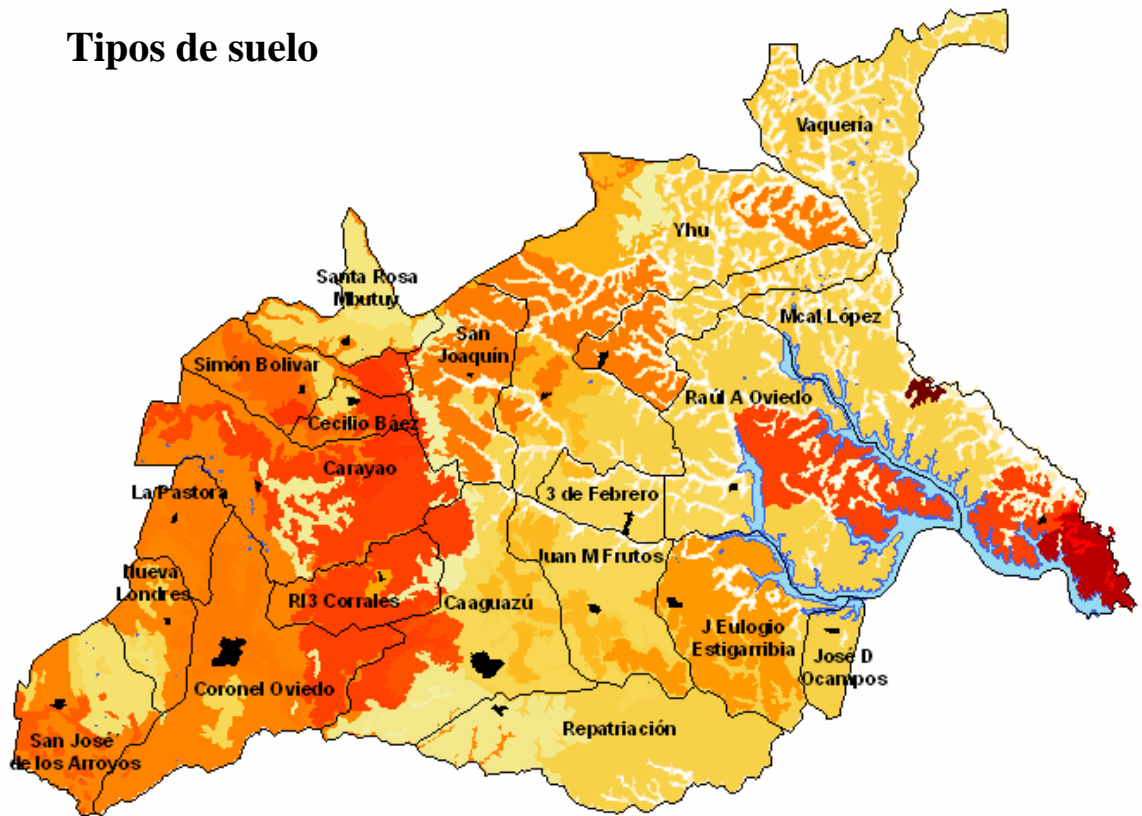 Tipos de suelo
Vaquería
Yhu
Santa Rosa
Mbutuy
Mcal López
San
Joaquín
Simón Bolivar
Raúl A Oviedo
Cecilio Báez
Carayao
La Pastora
3 de Febrero
Juan M Frutos
Nueva
Londres
RI3 Corrales
Caaguazú
J Eulogio
Estigarribia
José D
Ocampos
Coronel Oviedo
Repatriación
San José
de los Arroyos